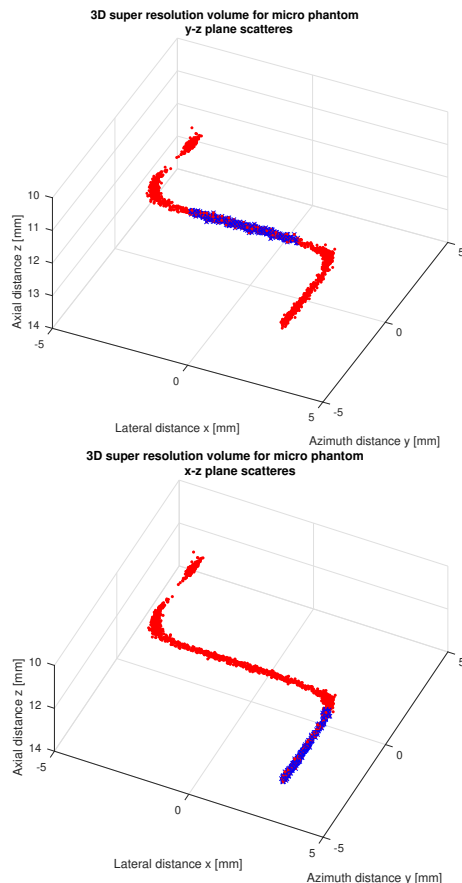 3D super resolution volume for micro phantom
y-z plane scatteres
5
10
11
12
13
14
Axial distance z [mm]
-5
0
5
Lateral distance x [mm]
-5
0
Azimuth distance y [mm]
3D super resolution volume for micro phantom
x-z plane scatteres
5
10
12
14
Axial distance z [mm]
-5
0
5
Lateral distance x [mm]
-5
0
Azimuth distance y [mm]